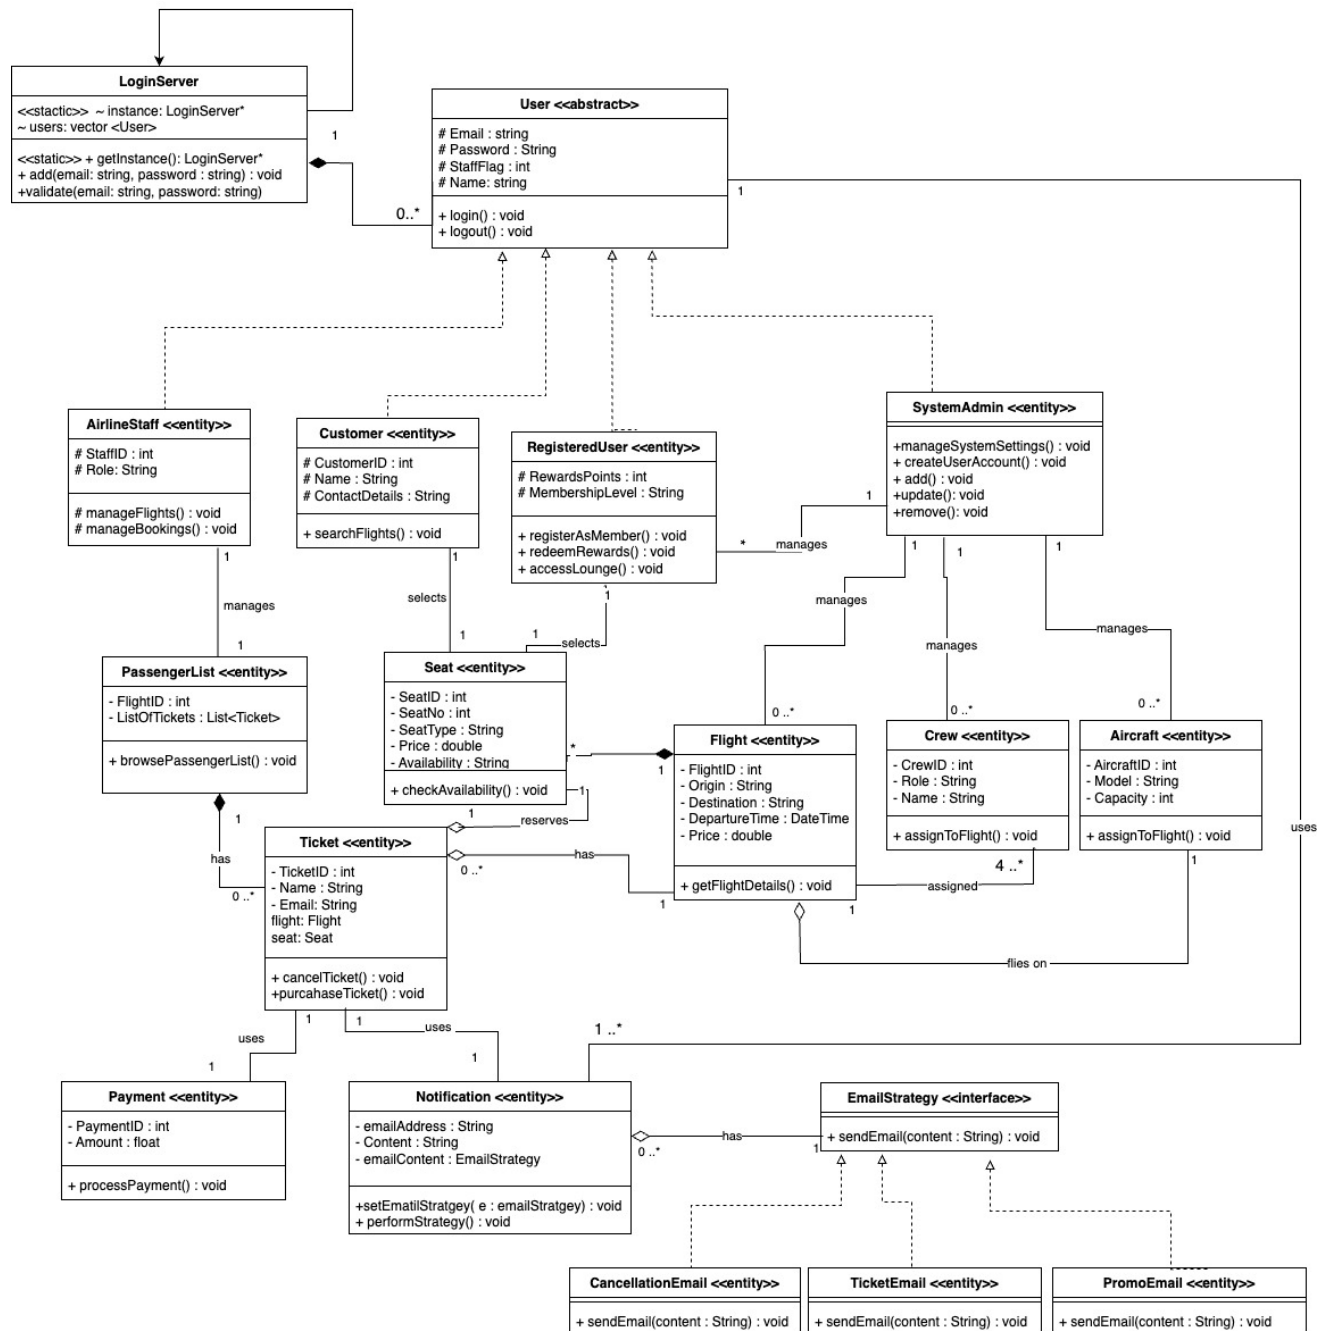 LoginServer
<<stactic>> ~ instance: LoginServer*
~ users: vector <User>
<<static>> + getInstance(): LoginServer*
+ add(email: string, password : string) : void
+validate(email: string, password: string)
1
0..*
User <<abstract>>
# Email : string
# Password : String
# StaffFlag : int
# Name: string
+ login() : void
+ logout() : void
1
AirlineStaff <<entity>>
# StaffID : int
# Role: String
# manageFlights() : void
# manageBookings() : void
1
manages
1
Customer <<entity>>
# CustomerID : int
# Name : String
# ContactDetails : String
+ searchFlights() : void
1
selects
1
RegisteredUser <<entity>>
# RewardsPoints : int
# MembershipLevel : String
+ registerAsMember() : void
+ redeemRewards() : void
+ accessLounge() : void
1
selects
1
SystemAdmin <<entity>>
+manageSystemSettings() : void
+ createUserAccount() : void
+ add() : void
+update(): void
+remove(): void
1
manages
*
1
manages
0 ..*
1
manages
0 ..*
1
manages
0 ..*
PassengerList <<entity>>
- FlightID : int
- ListOfTickets : List<Ticket>
+ browsePassengerList() : void
1
has
0 ..*
Seat <<entity>>
- SeatID : int
- SeatNo : int
- SeatType : String
- Price : double
- Availability : String
+ checkAvailability() : void
*
1
1
reserves
1
Flight <<entity>>
- FlightID : int
- Origin : String
- Destination : String
- DepartureTime : DateTime
- Price : double
+ getFlightDetails() : void
Crew <<entity>>
- CrewID : int
- Role : String
- Name : String
+ assignToFlight() : void
4 ..*
assigned
1
Aircraft <<entity>>
- AircraftID : int
- Model : String
- Capacity : int
+ assignToFlight() : void
1
flies on
uses
Ticket <<entity>>
- TicketID : int
- Name : String
- Email: String
flight: Flight
seat: Seat
+ cancelTicket() : void
+purcahaseTicket() : void
0 ..*
has
1
1
uses
1
1
uses
1
1 ..*
Payment <<entity>>
- PaymentID : int
- Amount : float
+ processPayment() : void
Notification <<entity>>
- emailAddress : String
- Content : String
- emailContent : EmailStrategy
+setEmatilStratgey( e : emailStratgey) : void
+ performStrategy() : void
0 ..*
has
1
EmailStrategy <<interface>>
+ sendEmail(content : String) : void
CancellationEmail <<entity>>
+ sendEmail(content : String) : void
TicketEmail <<entity>>
+ sendEmail(content : String) : void
PromoEmail <<entity>>
+ sendEmail(content : String) : void